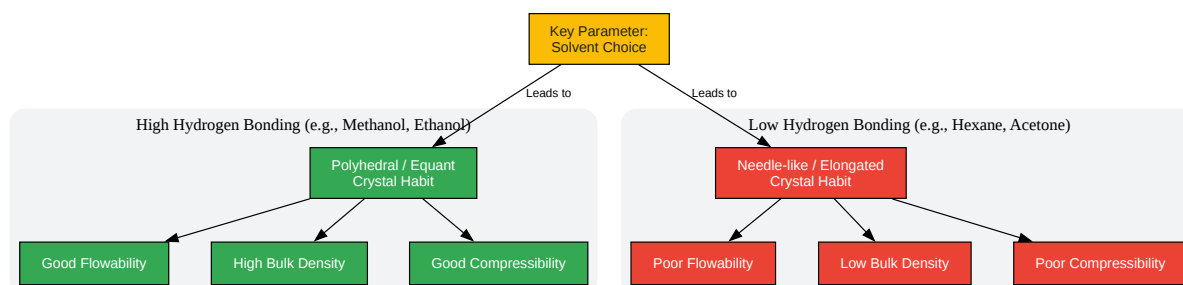 Key Parameter:
Solvent Choice
Leads to
Leads to
High Hydrogen Bonding (e.g., Methanol, Ethanol)
Low Hydrogen Bonding (e.g., Hexane, Acetone)
Polyhedral / Equant
Crystal Habit
Needle-like / Elongated
Crystal Habit
Good Flowability
High Bulk Density
Good Compressibility
Poor Flowability
Low Bulk Density
Poor Compressibility